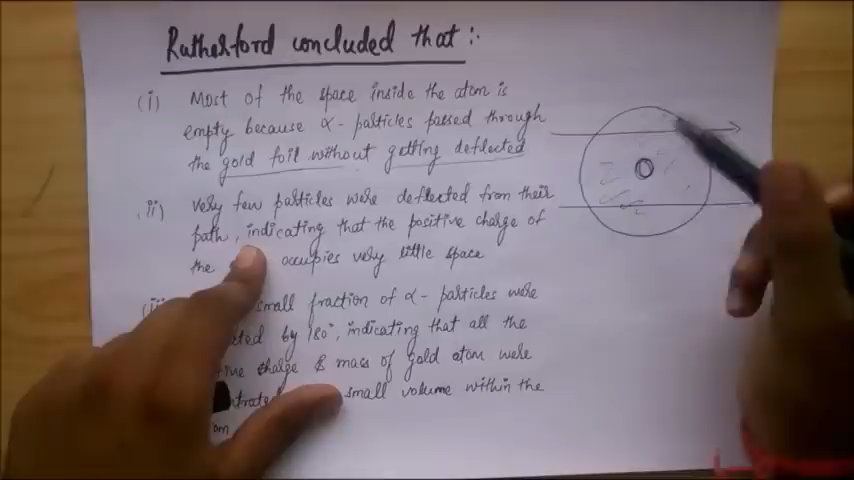 Rutherford concluded that :-
(i) Most of the space inside the atom is
empty because α- particles passed through
the gold foil without getting deflected
ii) Very few particles were deflected from their
path, indicating that the positive charge of
the occupies very little space
small fraction of α- particles were
by 180°, indicating that all the
charge & mass of gold atom were
small volume within the